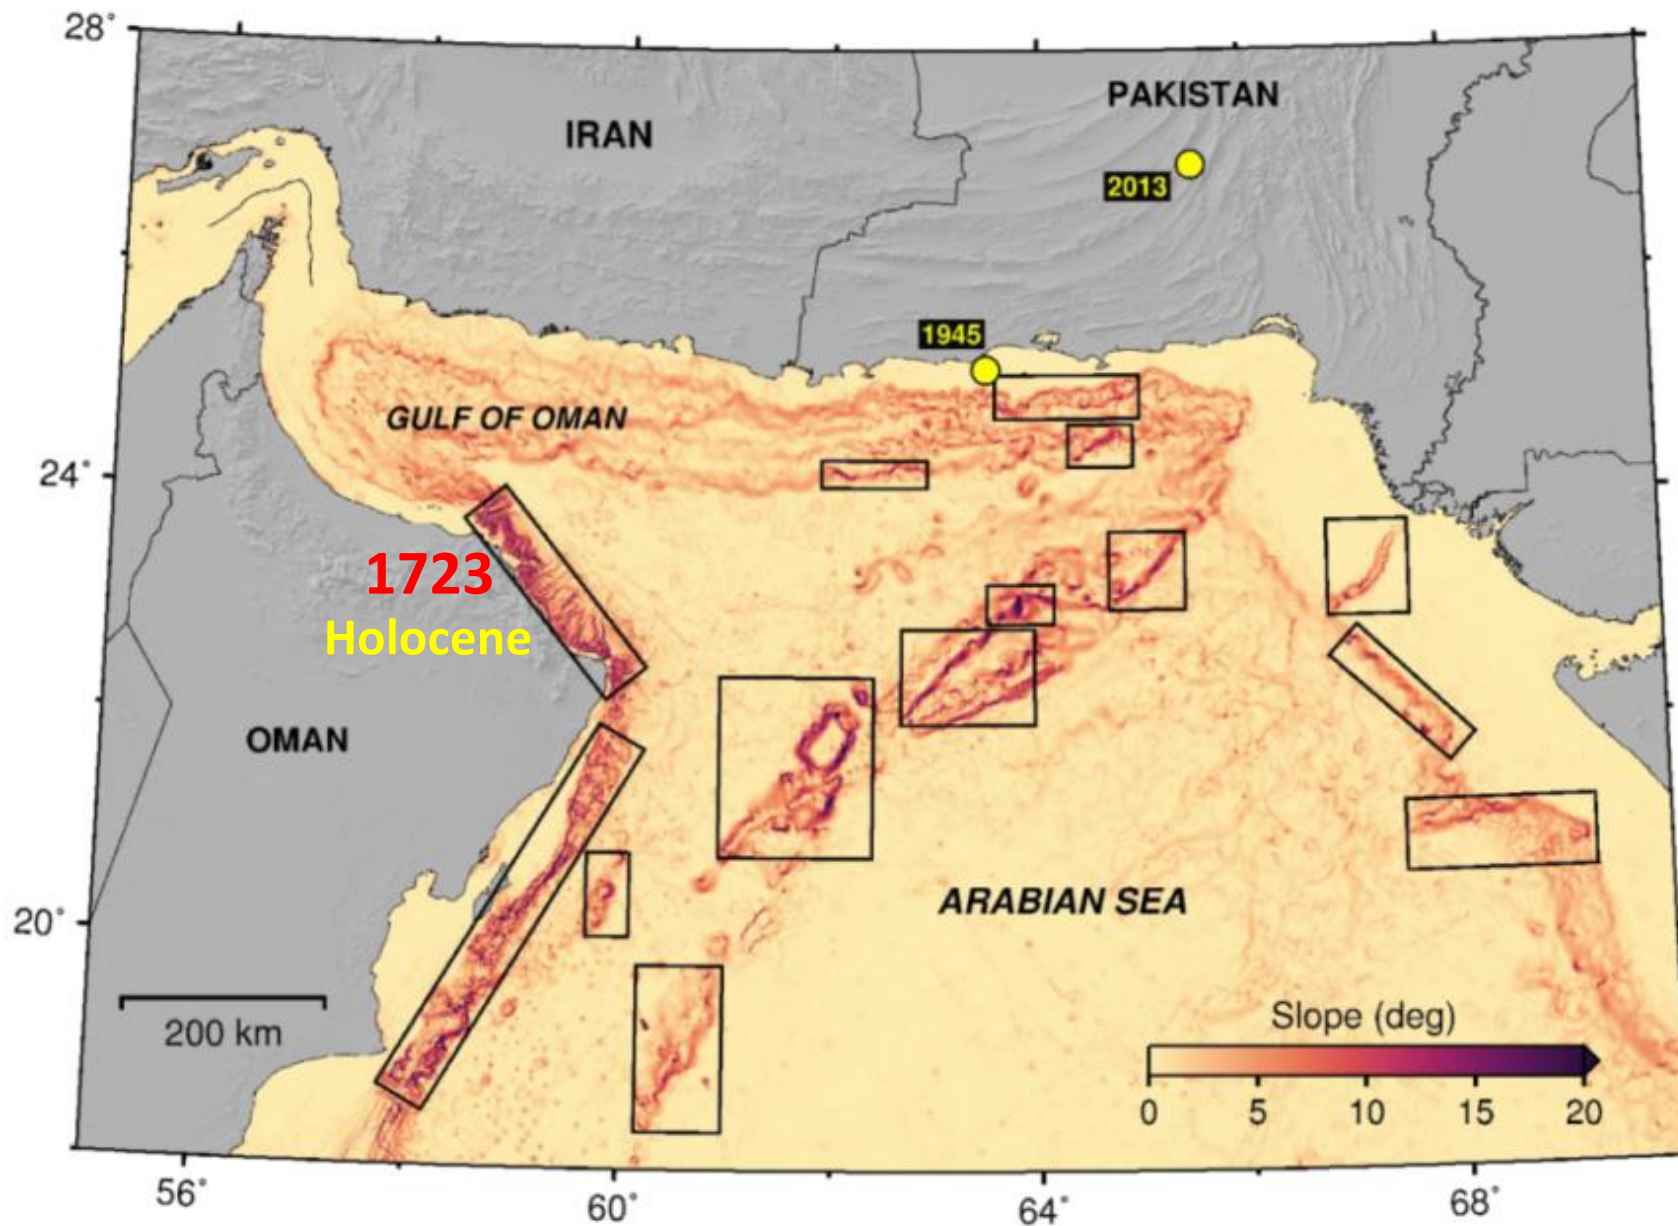 28°
IRAN
PAKISTAN
2013
1945
GULF OF OMAN
24°
1723
Holocene
OMAN
20°
ARABIAN SEA
200 km
Slope (deg)
0 5 10 15 20
56° 60° 64° 68°